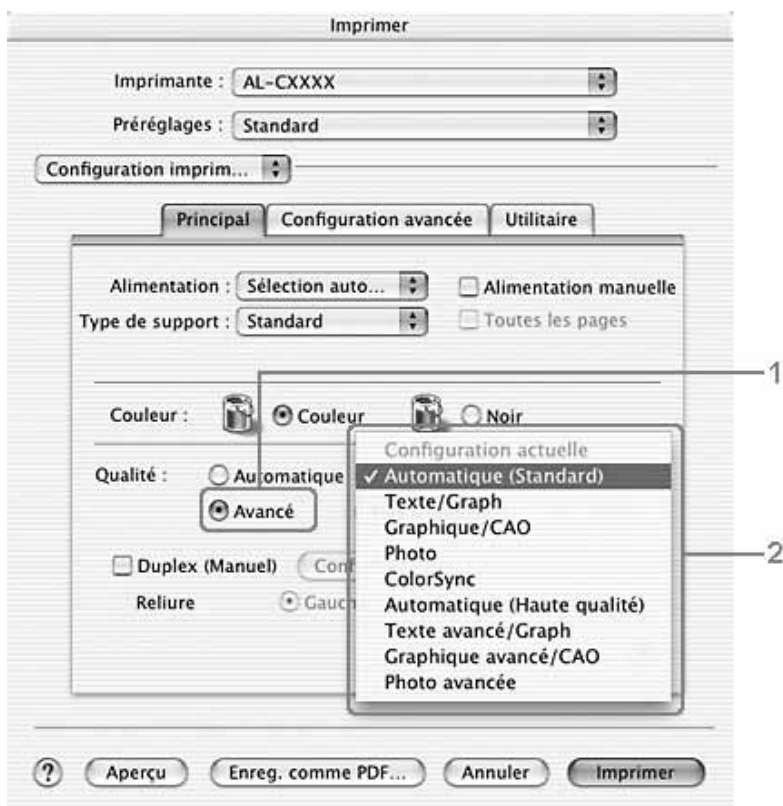 Imprimer
Imprimante : AL-CXXXX
Préréglages : Standard
Configuration imprim...
Principal Configuration avancée Utilitaire
Alimentation : Sélection auto... Alimentation manuelle
Type de support : Standard Toutes les pages
1
Couleur : Couleur Noir
Qualité : Automatique
Avancé
Configuration actuelle
✓ Automatique (Standard)
Texte/Graph
Graphique/CAO
Photo
ColorSync
Automatique (Haute qualité)
Texte avancé/Graph
Graphique avancé/CAO
Photo avancée
2
Duplex (Manuel) Conf
Reliure Gauc
? Aperçu Enreg. comme PDF... Annuler Imprimer